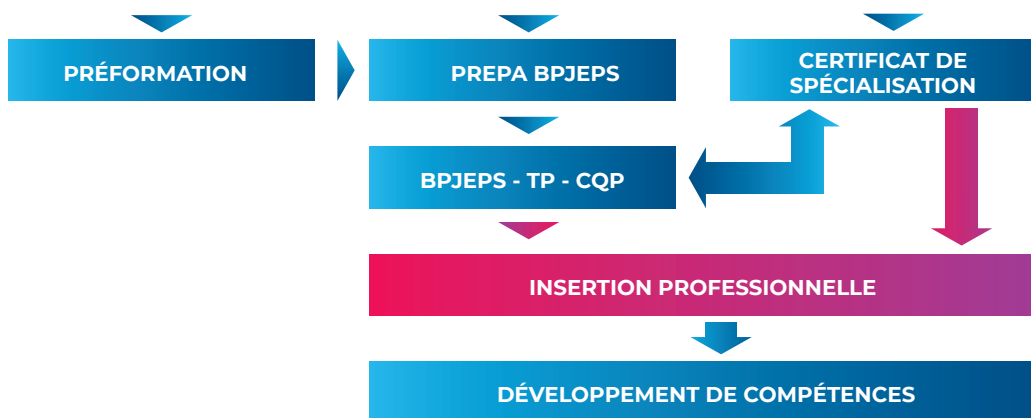 PRÉFORMATION
PREPA BPJEPS
CERTIFICAT DE
SPÉCIALISATION
BPJEPS - TP - CQP
INSERTION PROFESSIONNELLE
DÉVELOPPEMENT DE COMPÉTENCES